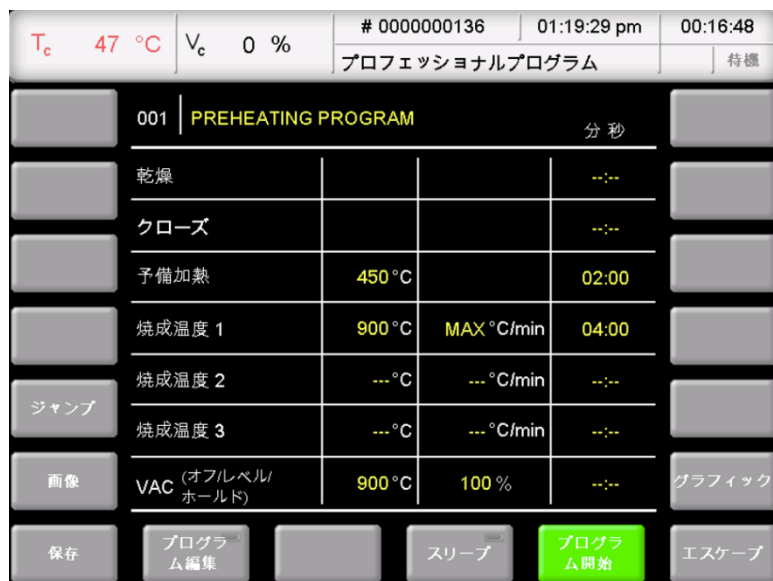 Tc 47 °C Vc 0 % # 0000000136 01:19:29 pm 00:16:48
プロフェッショナルプログラム 待機
001 PREHEATING PROGRAM 分 秒
乾燥 --:--
クローズ --:--
予備加熱 450 °C 02:00
焼成温度 1 900 °C MAX °C/min 04:00
焼成温度 2 --- °C --- °C/min --:--
ジャンプ
焼成温度 3 --- °C --- °C/min --:--
画像 VAC (オフ/レベル/ 900 °C 100 % --:-- グラフィック
ホールド)
保存 プログラ スリープ プログラ エスケープ
ム編集 ム開始